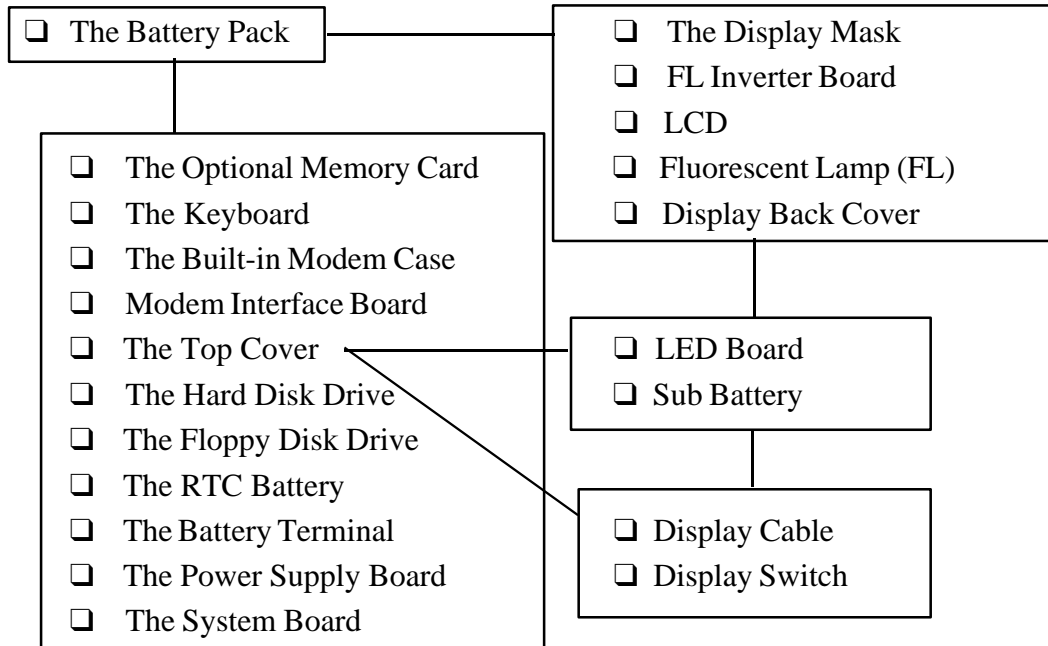 ❑ The Battery Pack
❑ The Display Mask
❑ FL Inverter Board
❑ LCD
❑ Fluorescent Lamp (FL)
❑ Display Back Cover
❑ The Optional Memory Card
❑ The Keyboard
❑ The Built-in Modem Case
❑ Modem Interface Board
❑ The Top Cover
❑ The Hard Disk Drive
❑ The Floppy Disk Drive
❑ The RTC Battery
❑ The Battery Terminal
❑ The Power Supply Board
❑ The System Board
❑ LED Board
❑ Sub Battery
❑ Display Cable
❑ Display Switch